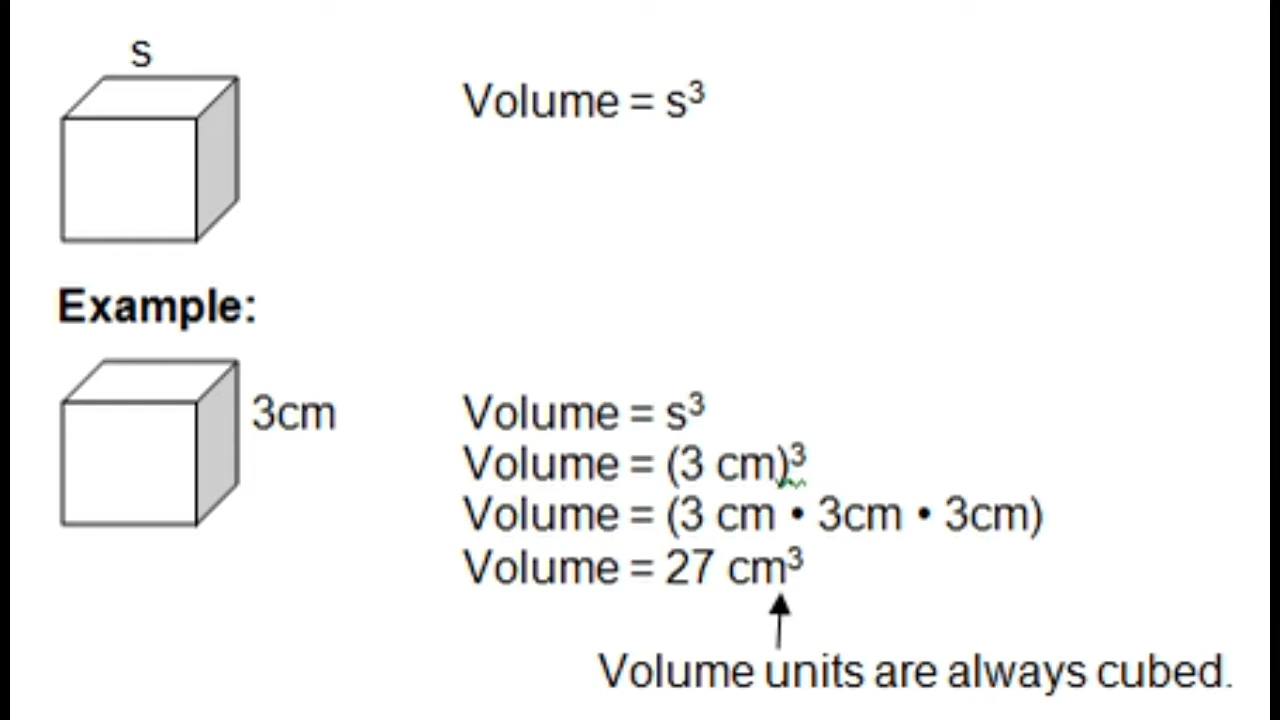 s
Volume = s³
Example:
3cm
Volume = s³
Volume = (3 cm)³
Volume = (3 cm • 3cm • 3cm)
Volume = 27 cm³
Volume units are always cubed.